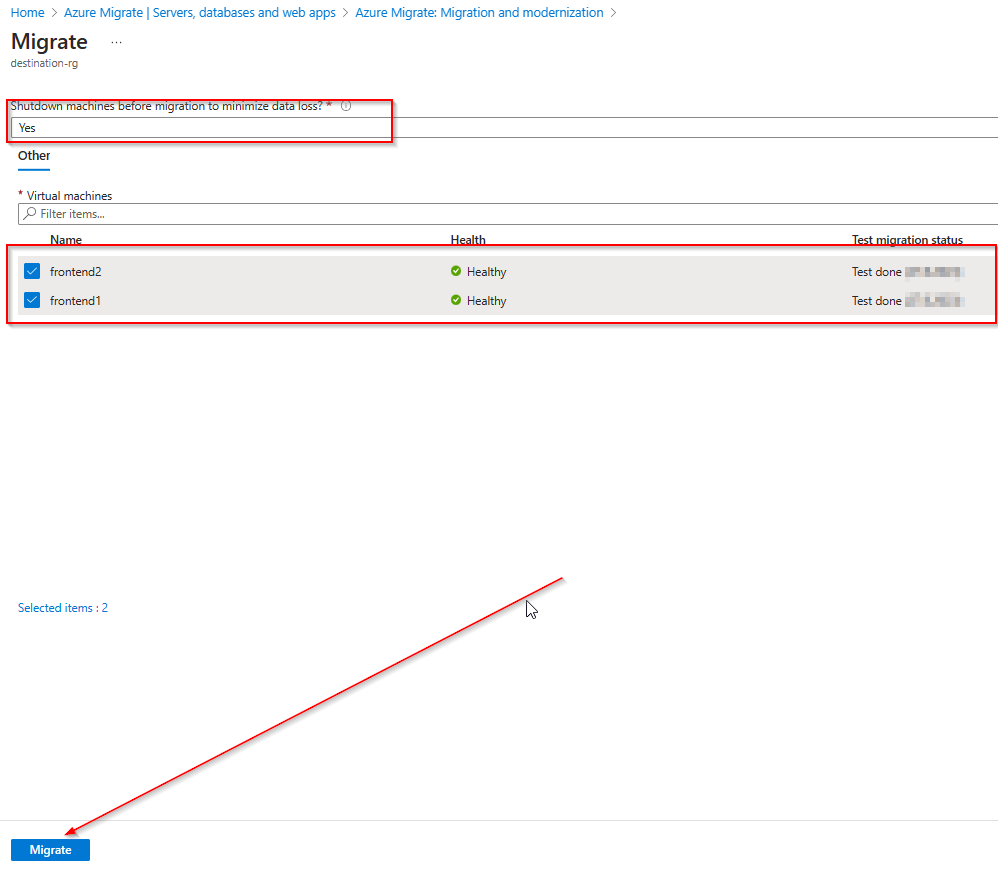 Home > Azure Migrate | Servers, databases and web apps > Azure Migrate: Migration and modernization >
Migrate ...
destination-rg
Shutdown machines before migration to minimize data loss? *
Yes
Other
* Virtual machines
Filter items...
Name Health Test migration status
frontend2 Healthy Test done
frontend1 Healthy Test done
Selected items : 2
Migrate